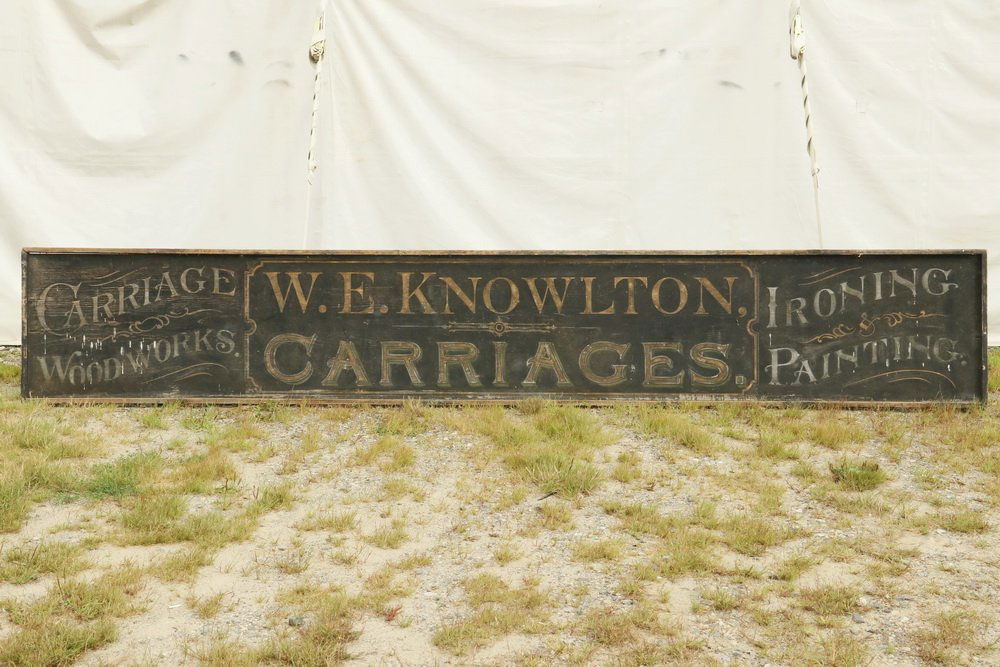 CARRIAGE
WOODWORKS.
W. E. KNOWLTON,
CARRIAGES.
IRONING
&
PAINTING.